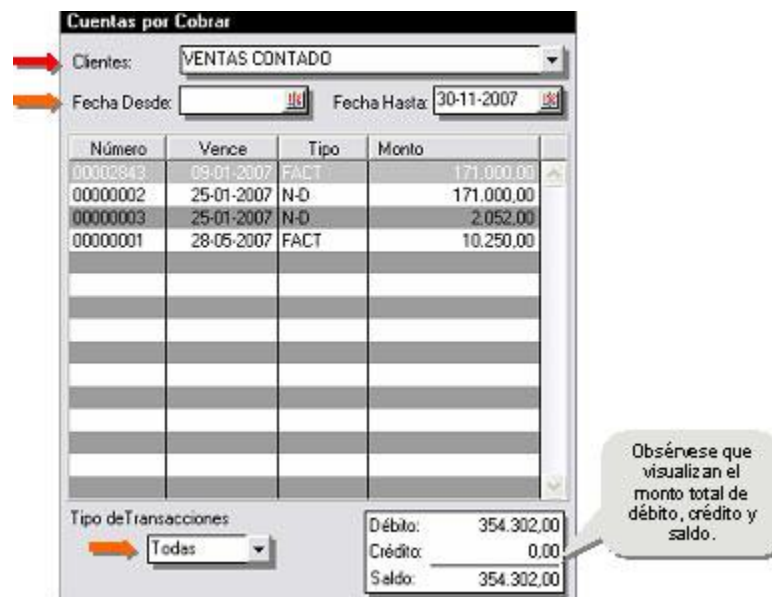 Cuentas por Cobrar
Clientes: VENTAS CONTADO
Fecha Desde: Fecha Hasta: 30-11-2007
Número Vence Tipo Monto
00002843 09-01-2007 FACT 171.000,00
00000002 25-01-2007 N-D 171.000,00
00000003 25-01-2007 N-D 2.052,00
00000001 28-05-2007 FACT 10.250,00
Tipo deTransacciones
Todas
Débito: 354.302,00
Crédito: 0,00
Saldo: 354.302,00
Obsérvese que
visualizan el
monto total de
débito, crédito y
saldo.